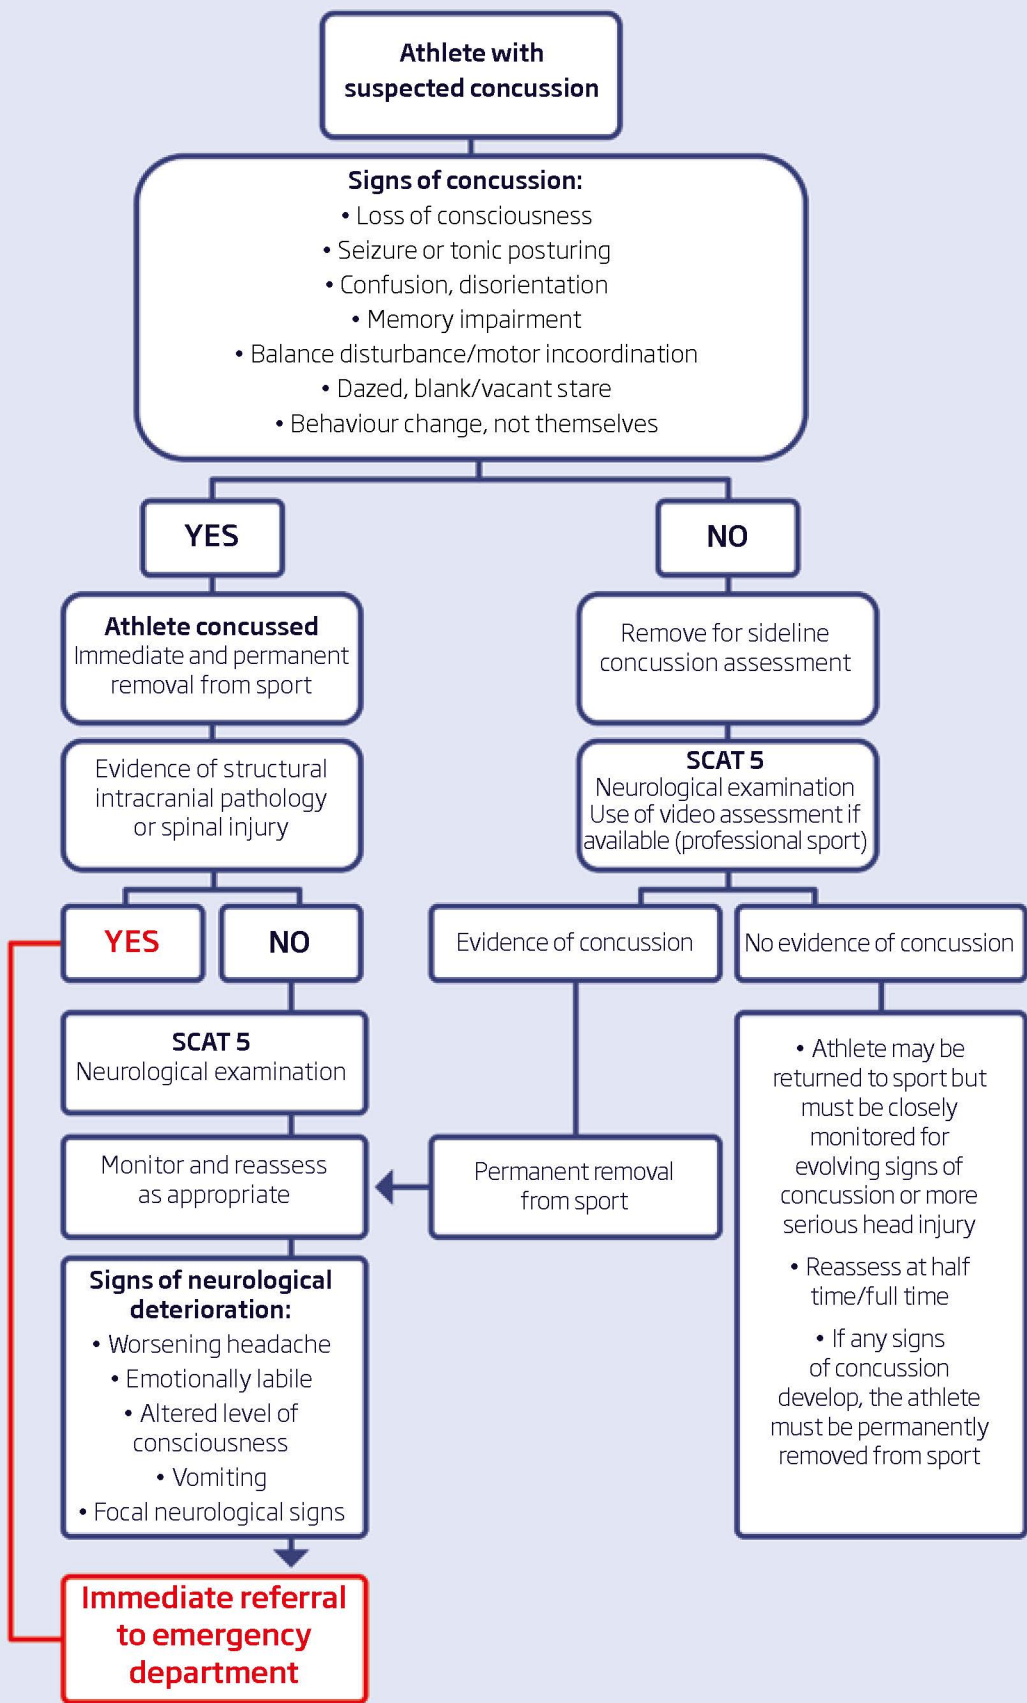 Athlete with
suspected concussion
Signs of concussion:
• Loss of consciousness
• Seizure or tonic posturing
• Confusion, disorientation
• Memory impairment
• Balance disturbance/motor incoordination
• Dazed, blank/vacant stare
• Behaviour change, not themselves
YES
NO
Athlete concussed
Immediate and permanent
removal from sport
Remove for sideline
concussion assessment
Evidence of structural
intracranial pathology
or spinal injury
SCAT 5
Neurological examination
Use of video assessment if
available (professional sport)
YES
NO
Evidence of concussion
No evidence of concussion
SCAT 5
Neurological examination
Monitor and reassess
as appropriate
Permanent removal
from sport
• Athlete may be
returned to sport but
must be closely
monitored for
evolving signs of
concussion or more
serious head injury
• Reassess at half
time/full time
• If any signs
of concussion
develop, the athlete
must be permanently
removed from sport
Signs of neurological
deterioration:
• Worsening headache
• Emotionally labile
• Altered level of
consciousness
• Vomiting
• Focal neurological signs
Immediate referral
to emergency
department